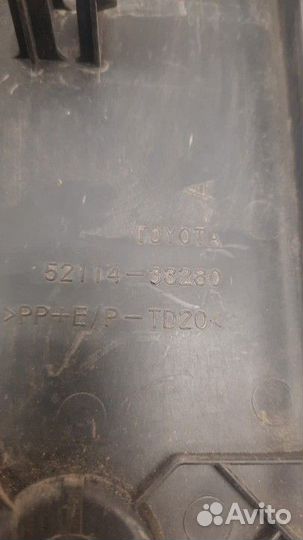 TOYOTA
52114-33280
>PP+E/P-TD20<
Avito